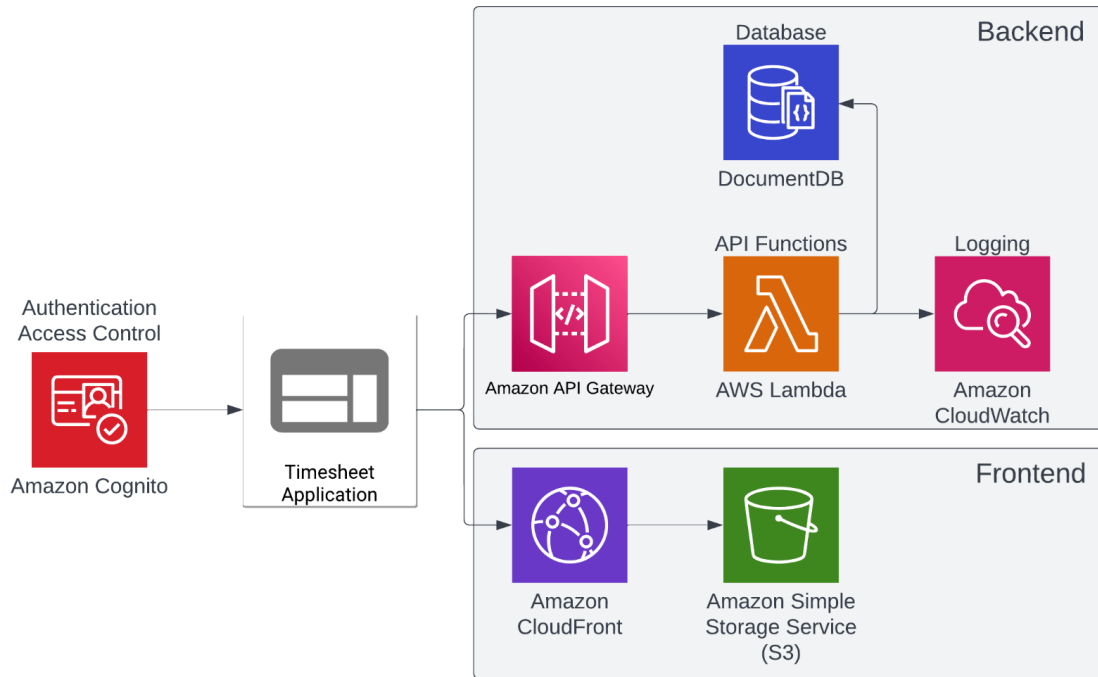 Backend
Database
DocumentDB
API Functions
Logging
Amazon API Gateway
AWS Lambda
Amazon
CloudWatch
Authentication
Access Control
Amazon Cognito
Timesheet
Application
Frontend
Amazon
CloudFront
Amazon Simple
Storage Service
(S3)